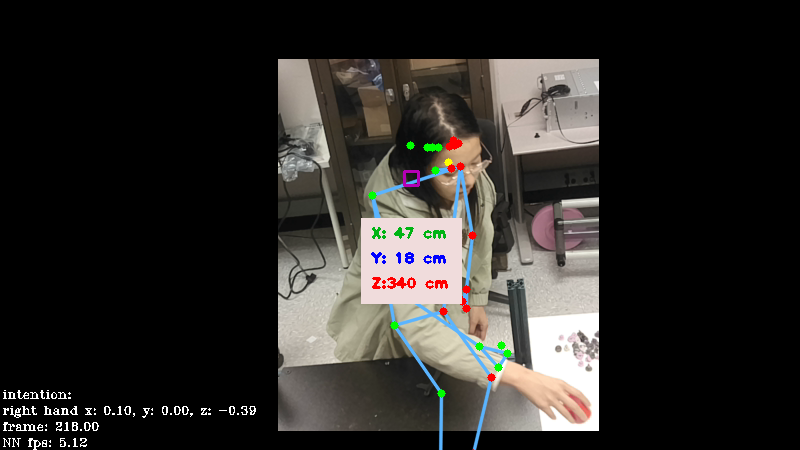 X: 47 cm
Y: 18 cm
Z:340 cm
intention:
right hand x: 0.10, y: 0.00, z: -0.39
frame: 218.00
NN fps: 5.12